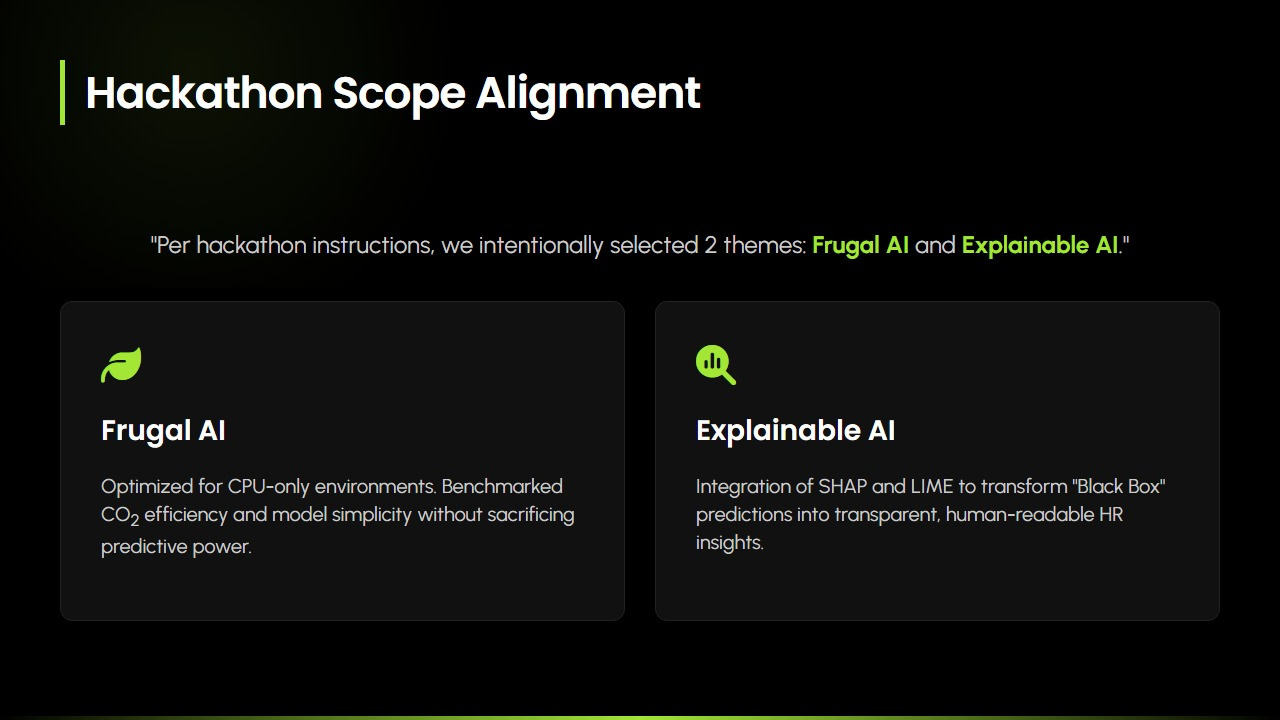 Hackathon Scope Alignment
"Per hackathon instructions, we intentionally selected 2 themes: Frugal AI and Explainable AI."
Frugal AI
Optimized for CPU-only environments. Benchmarked
CO₂ efficiency and model simplicity without sacrificing
predictive power.
Explainable AI
Integration of SHAP and LIME to transform "Black Box"
predictions into transparent, human-readable HR
insights.